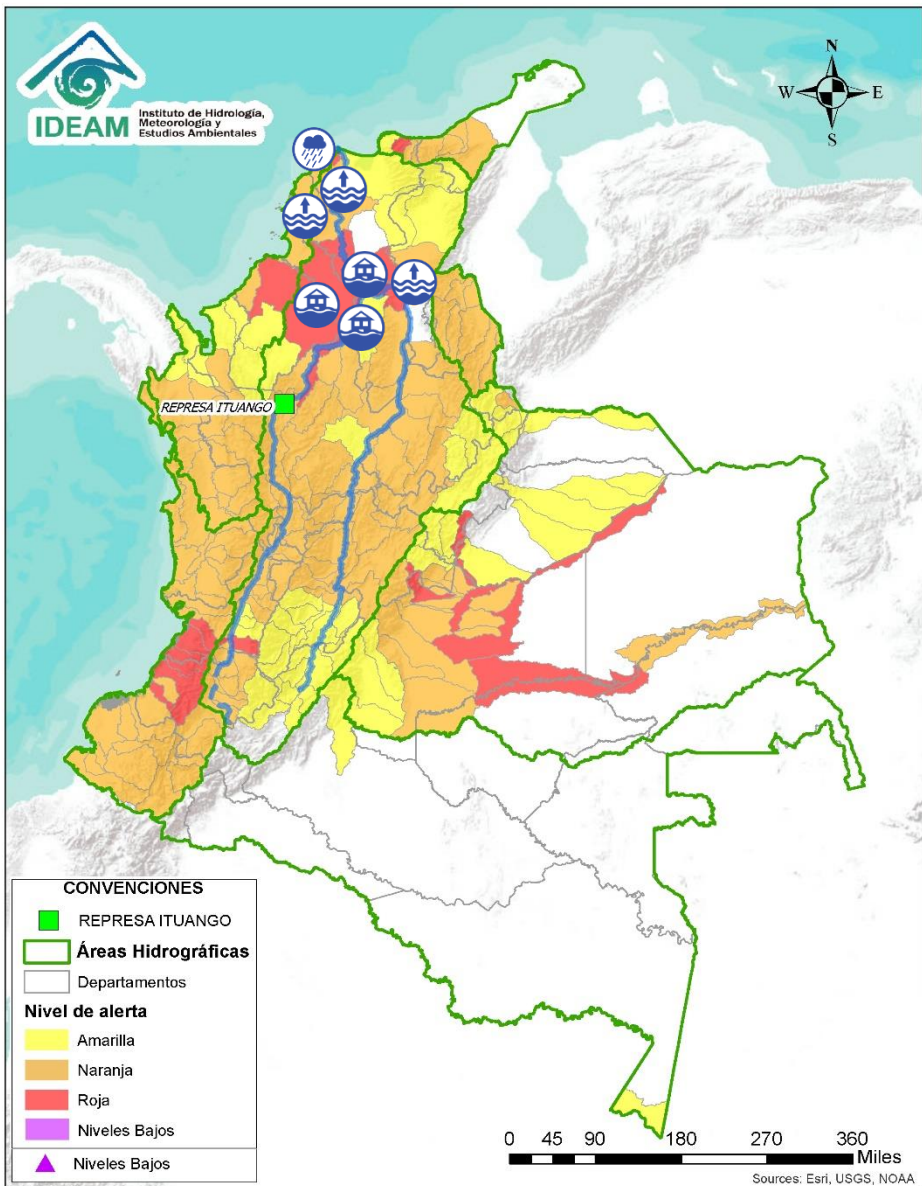 IDEAM
Instituto de Hidrología,
Meteorología y
Estudios Ambientales
N
W
E
S
REPRESA ITUANGO
CONVENCIONES
REPRESA ITUANGO
Áreas Hidrográficas
Departamentos
Nivel de alerta
Amarilla
Naranja
Roja
Niveles Bajos
Niveles Bajos
0 45 90 180 270 360
Miles
Sources: Esri, USGS, NOAA